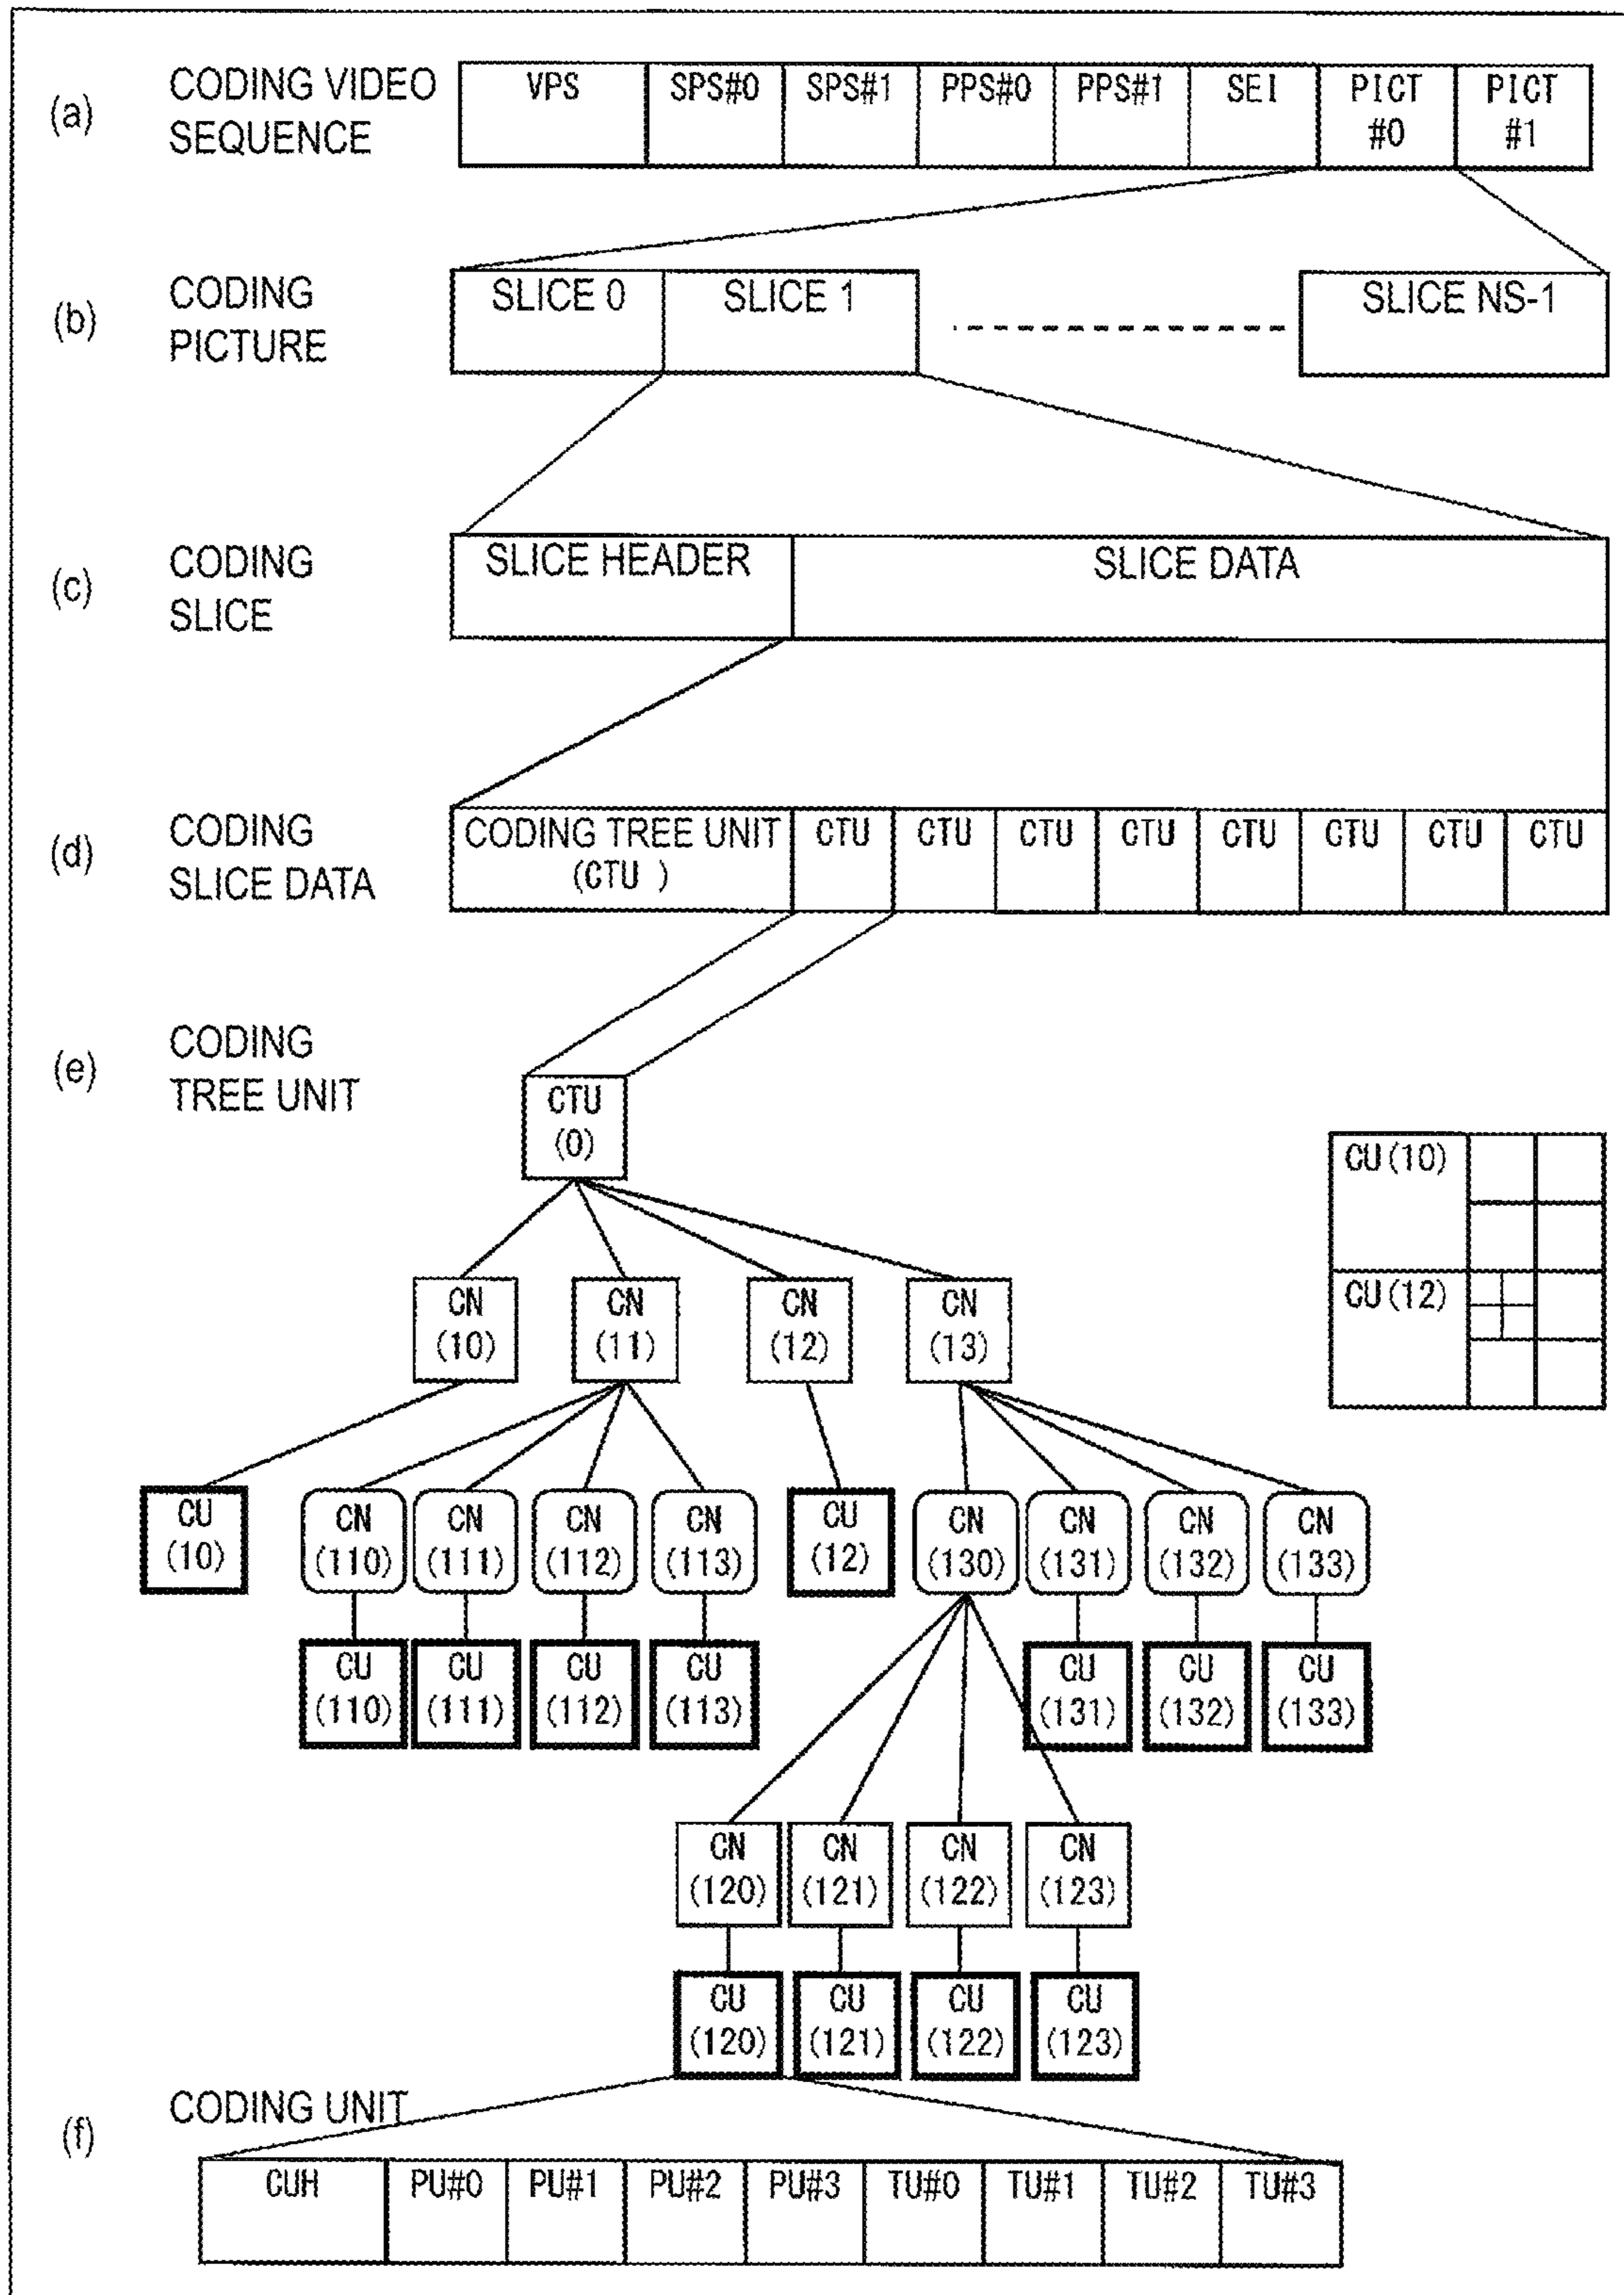 (a)
CODING VIDEO
SEQUENCE
VPS
SPS#0
SPS#1
PPS#0
PPS#1
SEI
PICT
#0
PICT
#1
(b)
CODING
PICTURE
SLICE 0
SLICE 1
SLICE NS-1
(c)
CODING
SLICE
SLICE HEADER
SLICE DATA
(d)
CODING
SLICE DATA
CODING TREE UNIT
(CTU )
CTU
CTU
CTU
CTU
CTU
CTU
CTU
CTU
(e)
CODING
TREE UNIT
CTU
(0)
CU(10)
CU(12)
CN
(10)
CN
(11)
CN
(12)
CN
(13)
CU
(10)
CN
(110)
CN
(111)
CN
(112)
CN
(113)
CU
(12)
CN
(130)
CN
(131)
CN
(132)
CN
(133)
CU
(110)
CU
(111)
CU
(112)
CU
(113)
CU
(131)
CU
(132)
CU
(133)
CN
(120)
CN
(121)
CN
(122)
CN
(123)
CU
(120)
CU
(121)
CU
(122)
CU
(123)
(f)
CODING UNIT
CUH
PU#0
PU#1
PU#2
PU#3
TU#0
TU#1
TU#2
TU#3